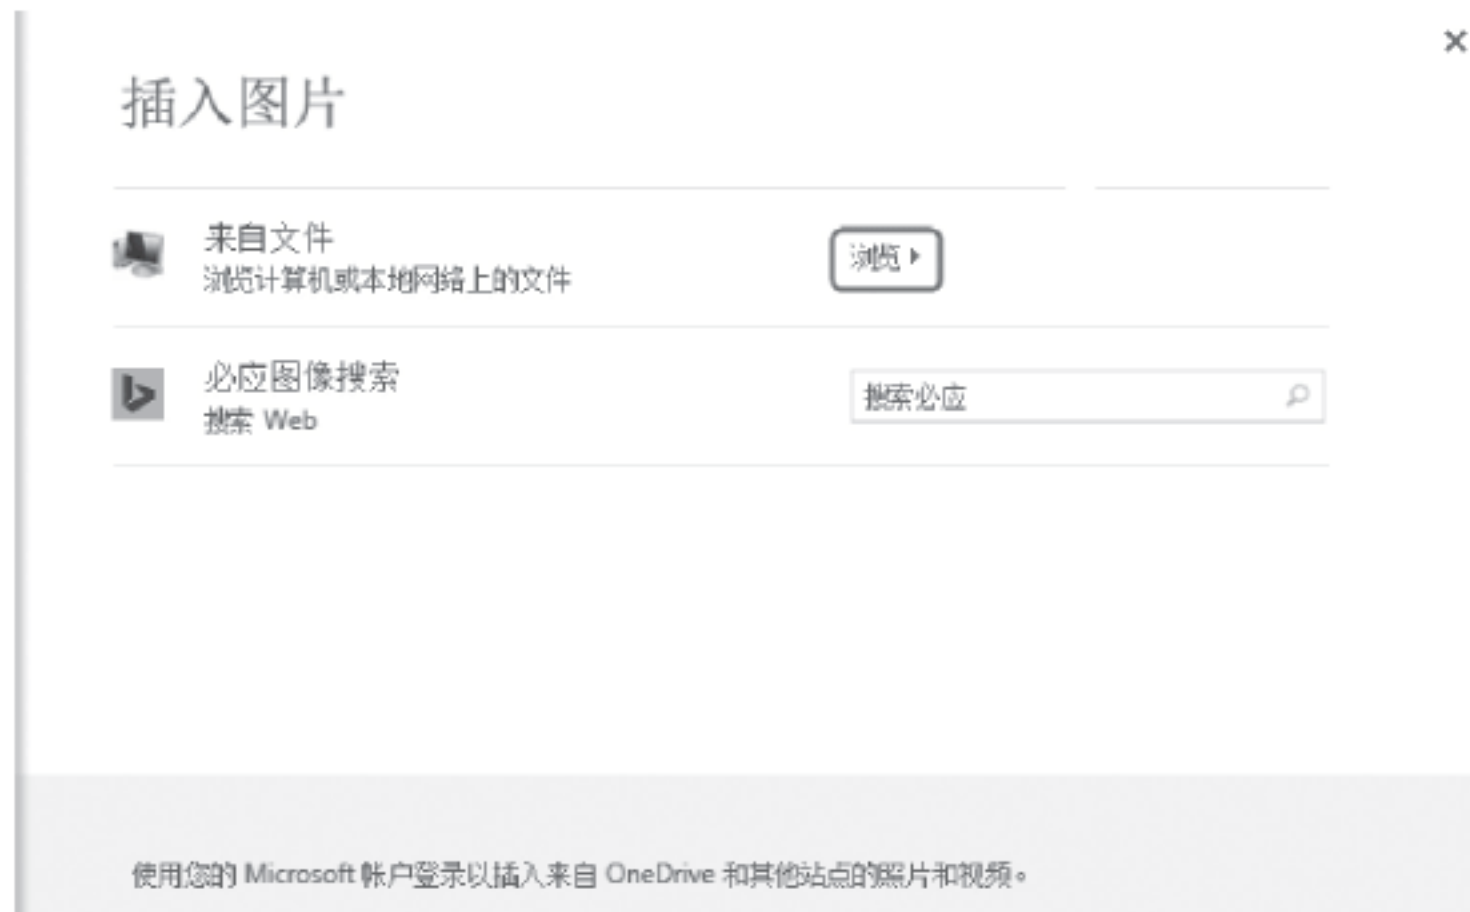 插入图片
来自文件
浏览计算机或本地网络上的文件
浏览
必应图像搜索
搜索 Web
搜索必应
使用您的 Microsoft 帐户登录以插入来自 OneDrive 和其他站点的照片和视频。